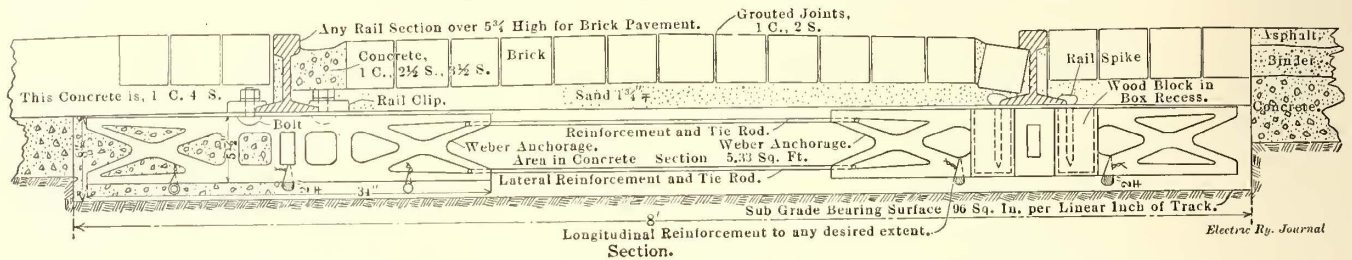 Any Rail Section over 5¾ High for Brick Pavement.
Grouted Joints,
1 C., 2 S.
Concrete,
1 C., 2½ S., 3½ S.
Brick
Rail Spike
Asphalt,
Binder
Wood Block in
Box Recess.
This Concrete is, 1 C. 4 S.
Rail Clip.
Sand 1¾"∓
Concrete.
Bolt
Reinforcement and Tie Rod.
Weber Anchorage.
Weber Anchorage.
Area in Concrete Section 5.33 Sq. Ft.
Lateral Reinforcement and Tie Rod.
Sub Grade Bearing Surface 96 Sq. In. per Linear Inch of Track.
8'
Longitudinal Reinforcement to any desired extent.
Electric Ry. Journal
Section.